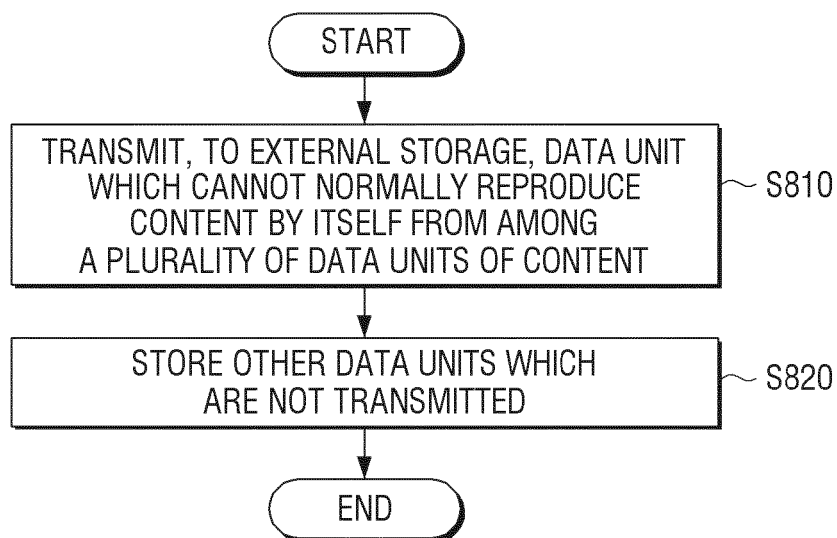 START
TRANSMIT, TO EXTERNAL STORAGE, DATA UNIT
WHICH CANNOT NORMALLY REPRODUCE
CONTENT BY ITSELF FROM AMONG
A PLURALITY OF DATA UNITS OF CONTENT
S810
STORE OTHER DATA UNITS WHICH
ARE NOT TRANSMITTED
S820
END